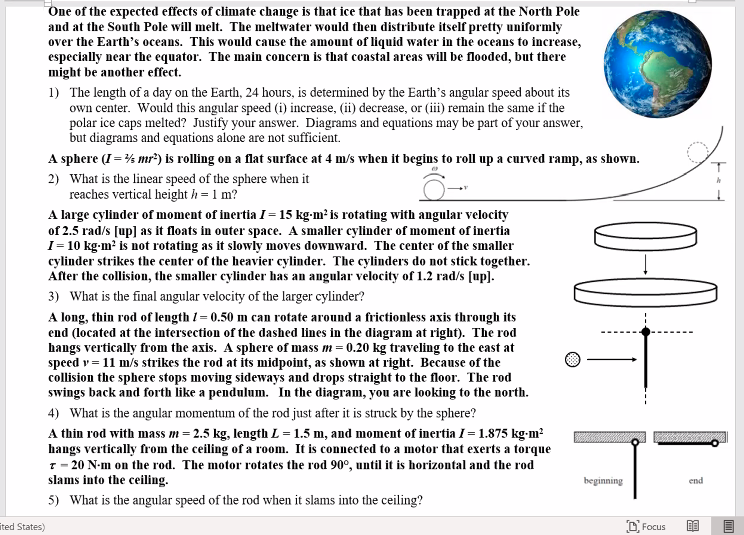 One of the expected effects of climate change is that ice that has been trapped at the North Pole
and at the South Pole will melt. The meltwater would then distribute itself pretty uniformly
over the Earth's oceans. This would cause the amount of liquid water in the oceans to increase,
especially near the equator. The main concern is that coastal areas will be flooded, but there
might be another effect.
1) The length of a day on the Earth, 24 hours, is determined by the Earth's angular speed about its
own center. Would this angular speed (i) increase, (ii) decrease, or (iii) remain the same if the
polar ice caps melted? Justify your answer. Diagrams and equations may be part of your answer,
but diagrams and equations alone are not sufficient.
A sphere (I = ⅖ mr²) is rolling on a flat surface at 4 m/s when it begins to roll up a curved ramp, as shown.
2) What is the linear speed of the sphere when it
reaches vertical height h = 1 m?
ω
v
h
A large cylinder of moment of inertia I = 15 kg·m² is rotating with angular velocity
of 2.5 rad/s [up] as it floats in outer space. A smaller cylinder of moment of inertia
I = 10 kg·m² is not rotating as it slowly moves downward. The center of the smaller
cylinder strikes the center of the heavier cylinder. The cylinders do not stick together.
After the collision, the smaller cylinder has an angular velocity of 1.2 rad/s [up].
3) What is the final angular velocity of the larger cylinder?
A long, thin rod of length l = 0.50 m can rotate around a frictionless axis through its
end (located at the intersection of the dashed lines in the diagram at right). The rod
hangs vertically from the axis. A sphere of mass m = 0.20 kg traveling to the east at
speed v = 11 m/s strikes the rod at its midpoint, as shown at right. Because of the
collision the sphere stops moving sideways and drops straight to the floor. The rod
swings back and forth like a pendulum. In the diagram, you are looking to the north.
4) What is the angular momentum of the rod just after it is struck by the sphere?
A thin rod with mass m = 2.5 kg, length L = 1.5 m, and moment of inertia I = 1.875 kg·m²
hangs vertically from the ceiling of a room. It is connected to a motor that exerts a torque
τ = 20 N·m on the rod. The motor rotates the rod 90°, until it is horizontal and the rod
slams into the ceiling.
beginning end
5) What is the angular speed of the rod when it slams into the ceiling?
ited States) Focus